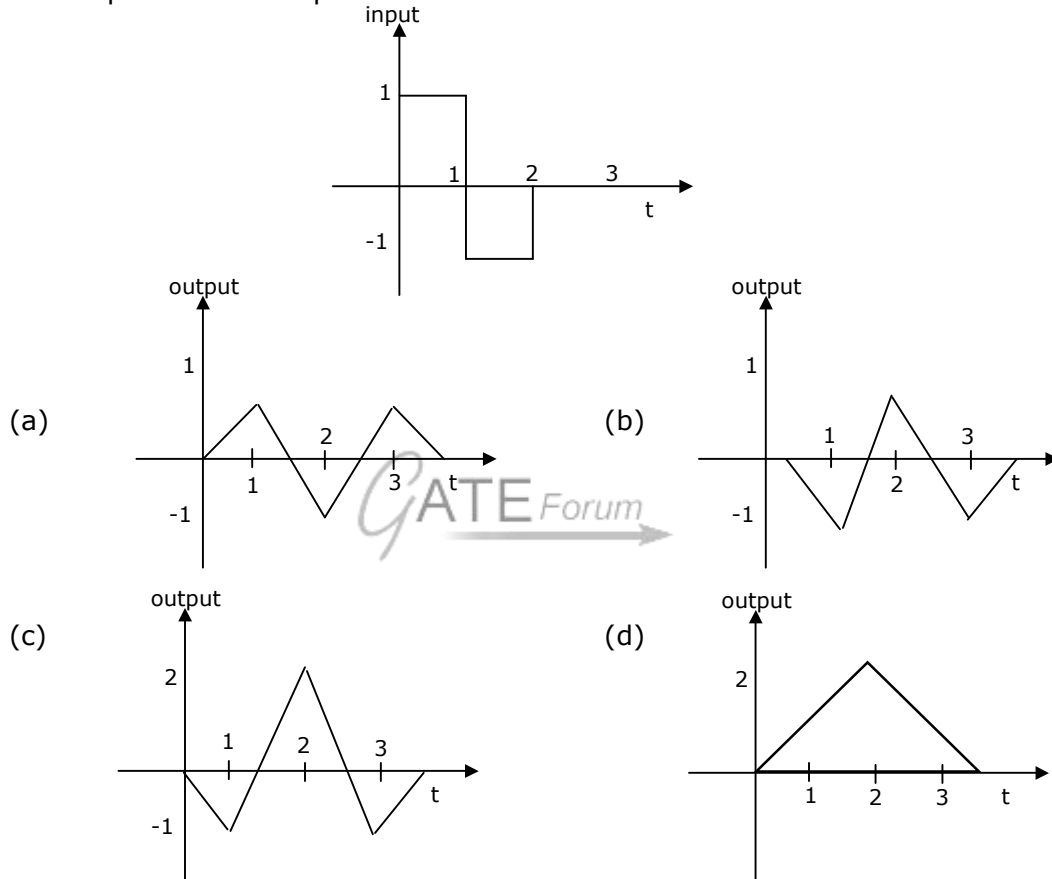 input
1
1 2 3
t
-1
output output
1 1
(a) (b)
2 1 3
1 3 t 2 t
-1 -1
GATE Forum
output output
(c) (d)
2 2
1 2 3
t 1 2 3 t
-1